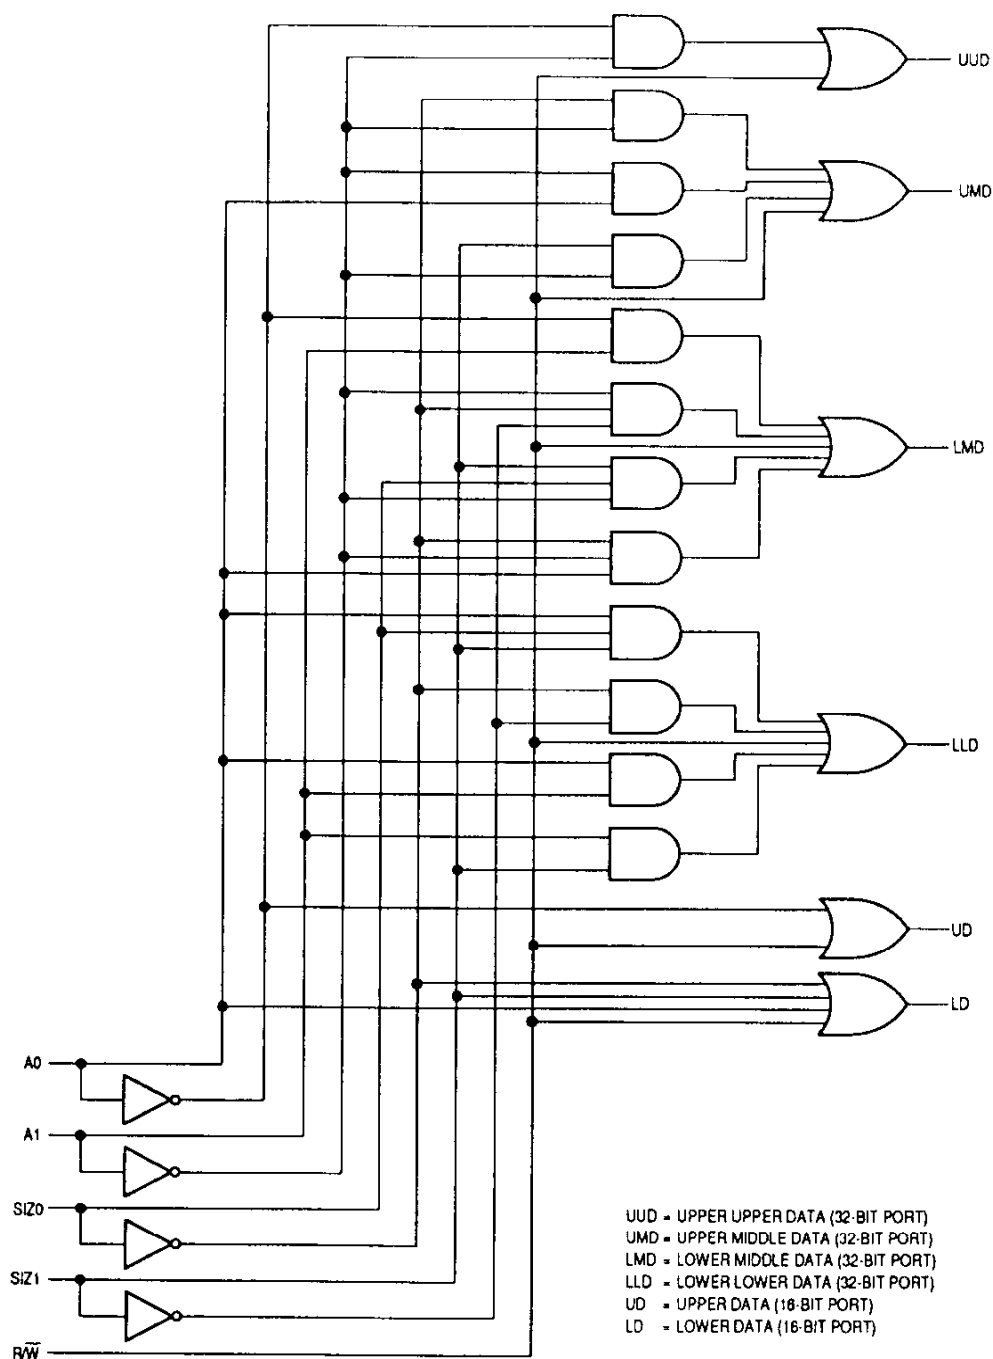 UUD
UMD
LMD
LLD
UD
LD
A0
A1
SIZ0
SIZ1
R/W̅
UUD = UPPER UPPER DATA (32-BIT PORT)
UMD = UPPER MIDDLE DATA (32-BIT PORT)
LMD = LOWER MIDDLE DATA (32-BIT PORT)
LLD = LOWER LOWER DATA (32-BIT PORT)
UD = UPPER DATA (16-BIT PORT)
LD = LOWER DATA (16-BIT PORT)